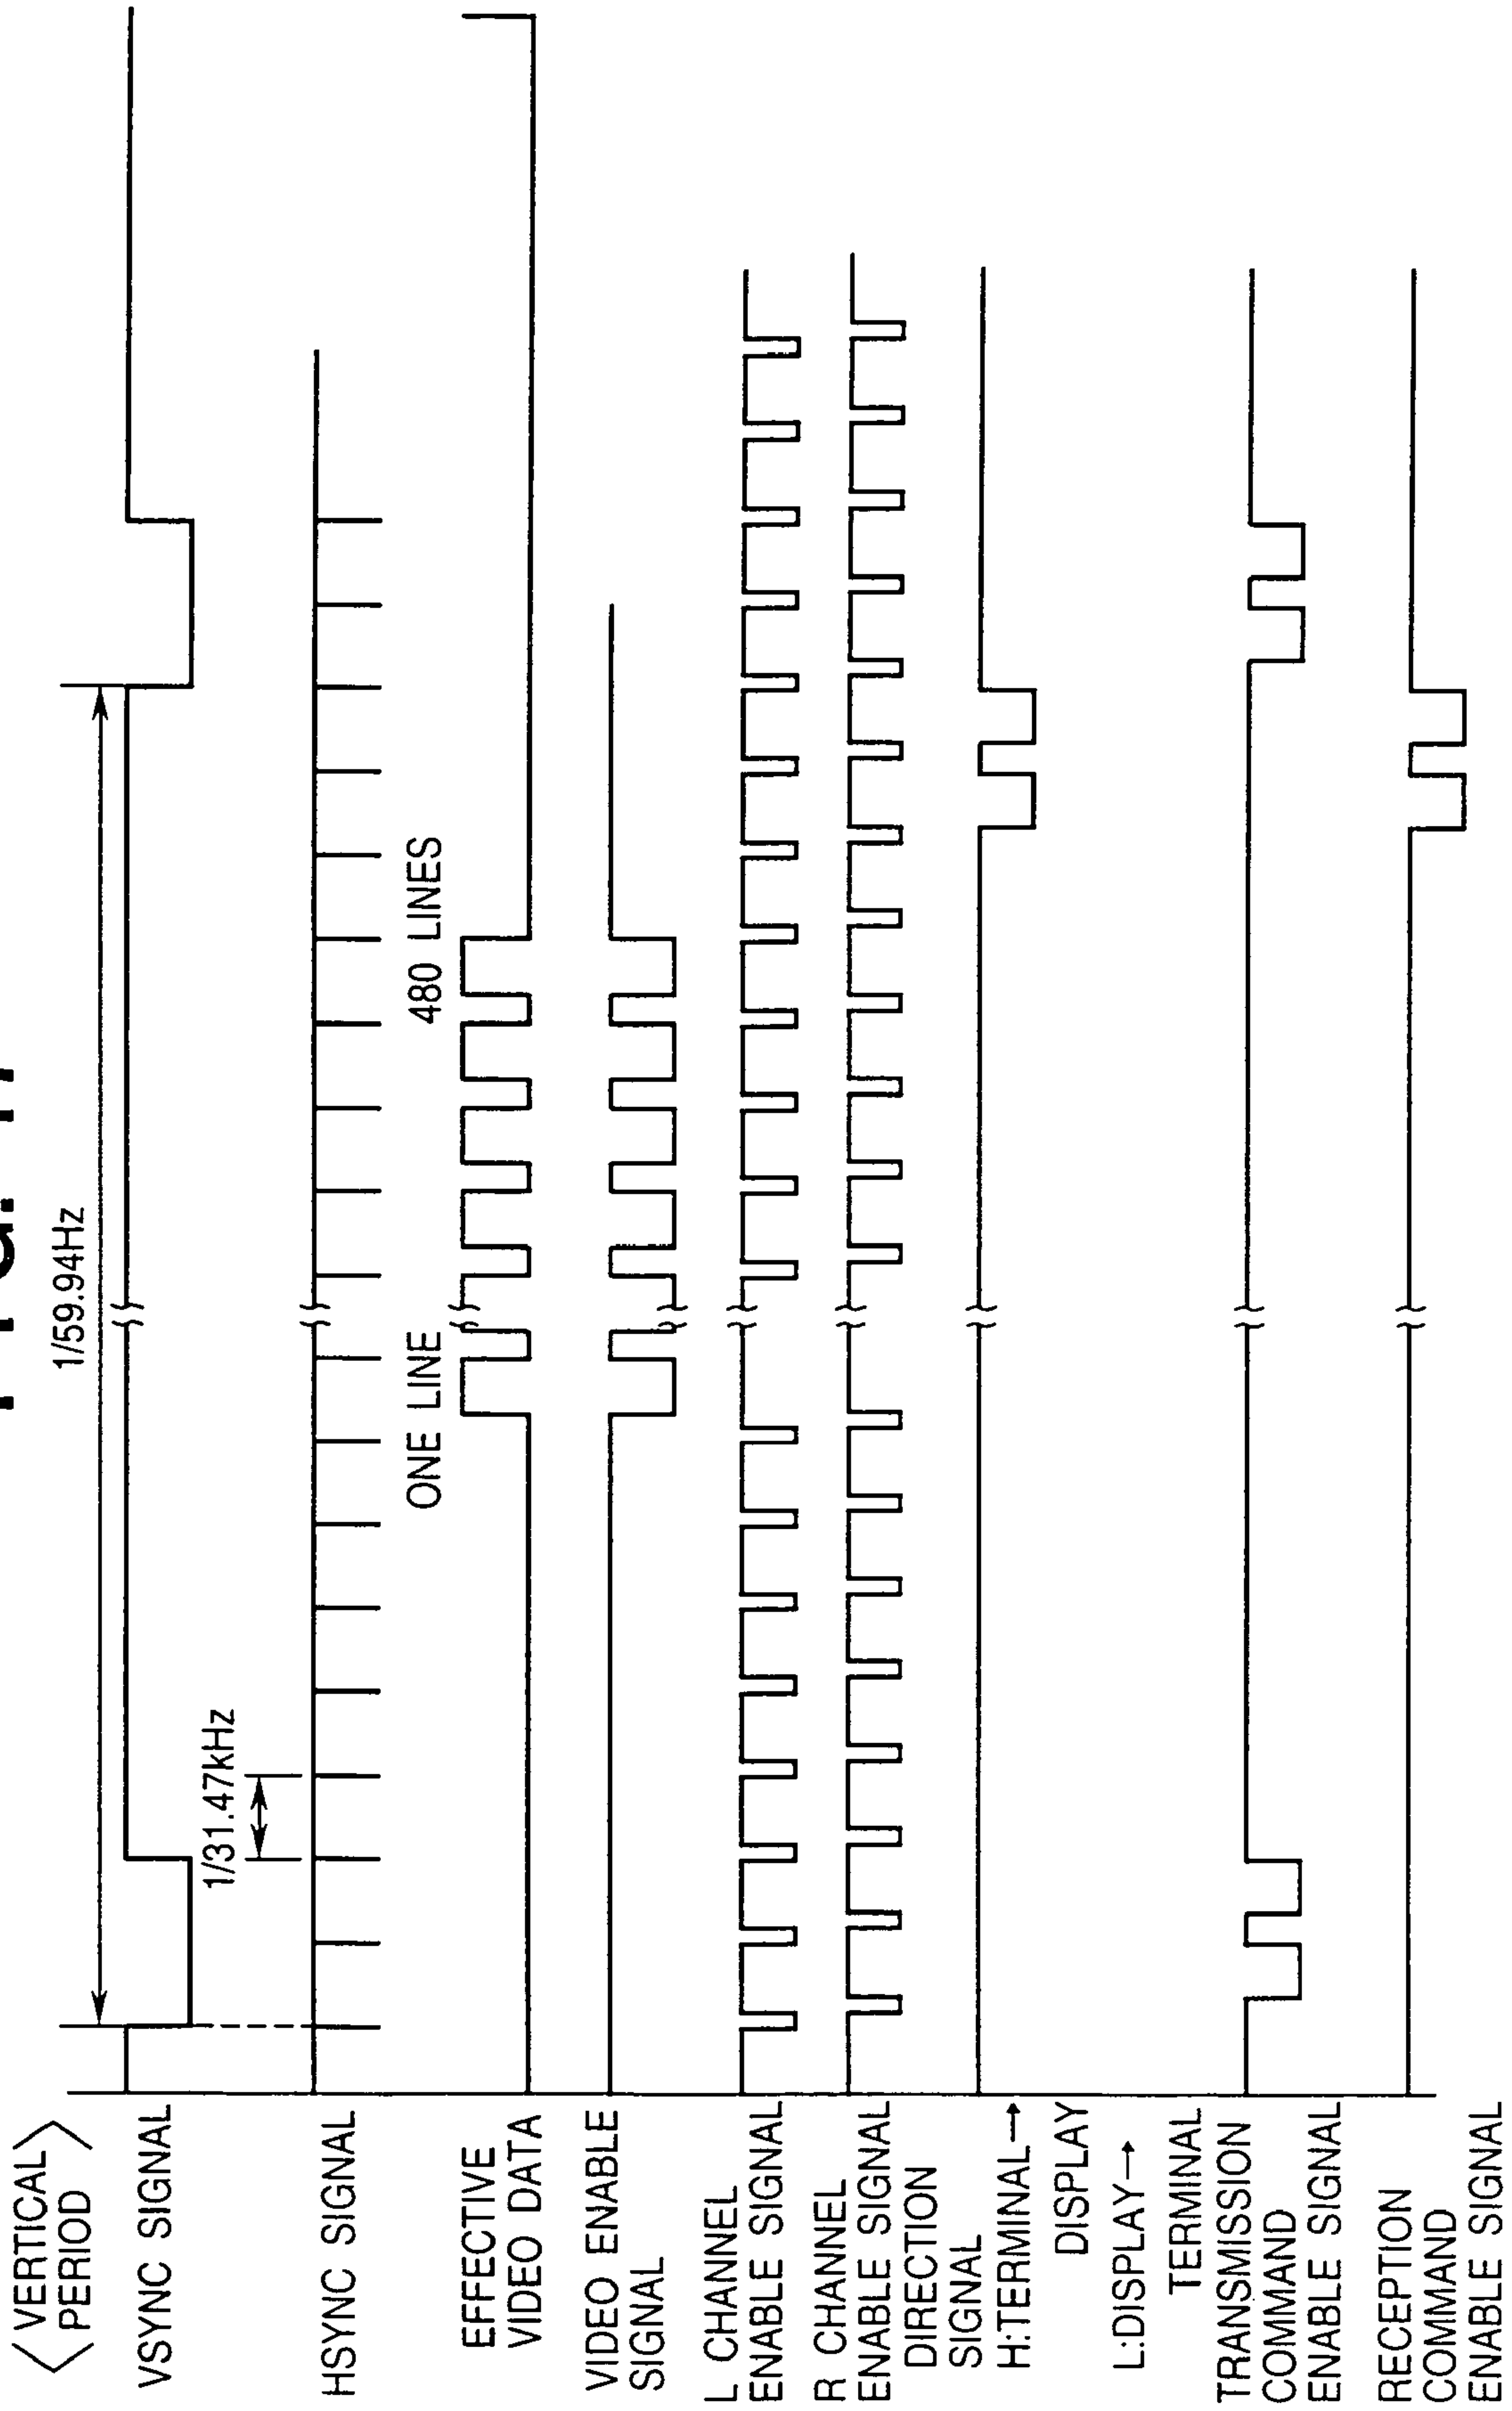 〈VERTICAL
PERIOD〉
1/59.94Hz
VSYNC SIGNAL
1/31.47kHz
HSYNC SIGNAL
ONE LINE
480 LINES
EFFECTIVE
VIDEO DATA
VIDEO ENABLE
SIGNAL
L CHANNEL
ENABLE SIGNAL
R CHANNEL
ENABLE SIGNAL
DIRECTION
SIGNAL
H:TERMINAL→
DISPLAY
L:DISPLAY→
TERMINAL
TRANSMISSION
COMMAND
ENABLE SIGNAL
RECEPTION
COMMAND
ENABLE SIGNAL